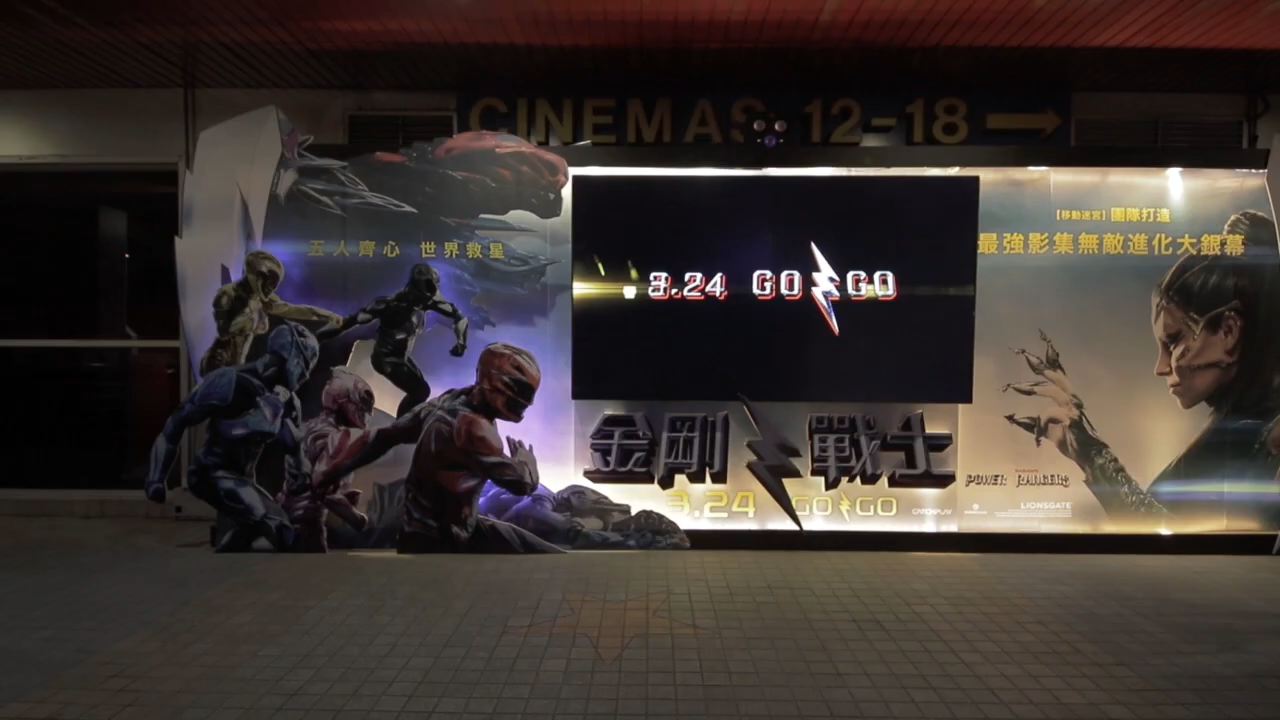 CINEMAS 12-18
五人齊心 世界救星
3.24 GO GO
【移動迷宮】團隊打造
最強影集無敵進化大銀幕
金剛戰士
3.24 GO GO
POWER RANGERS
CATCHPLAY
LIONSGATE